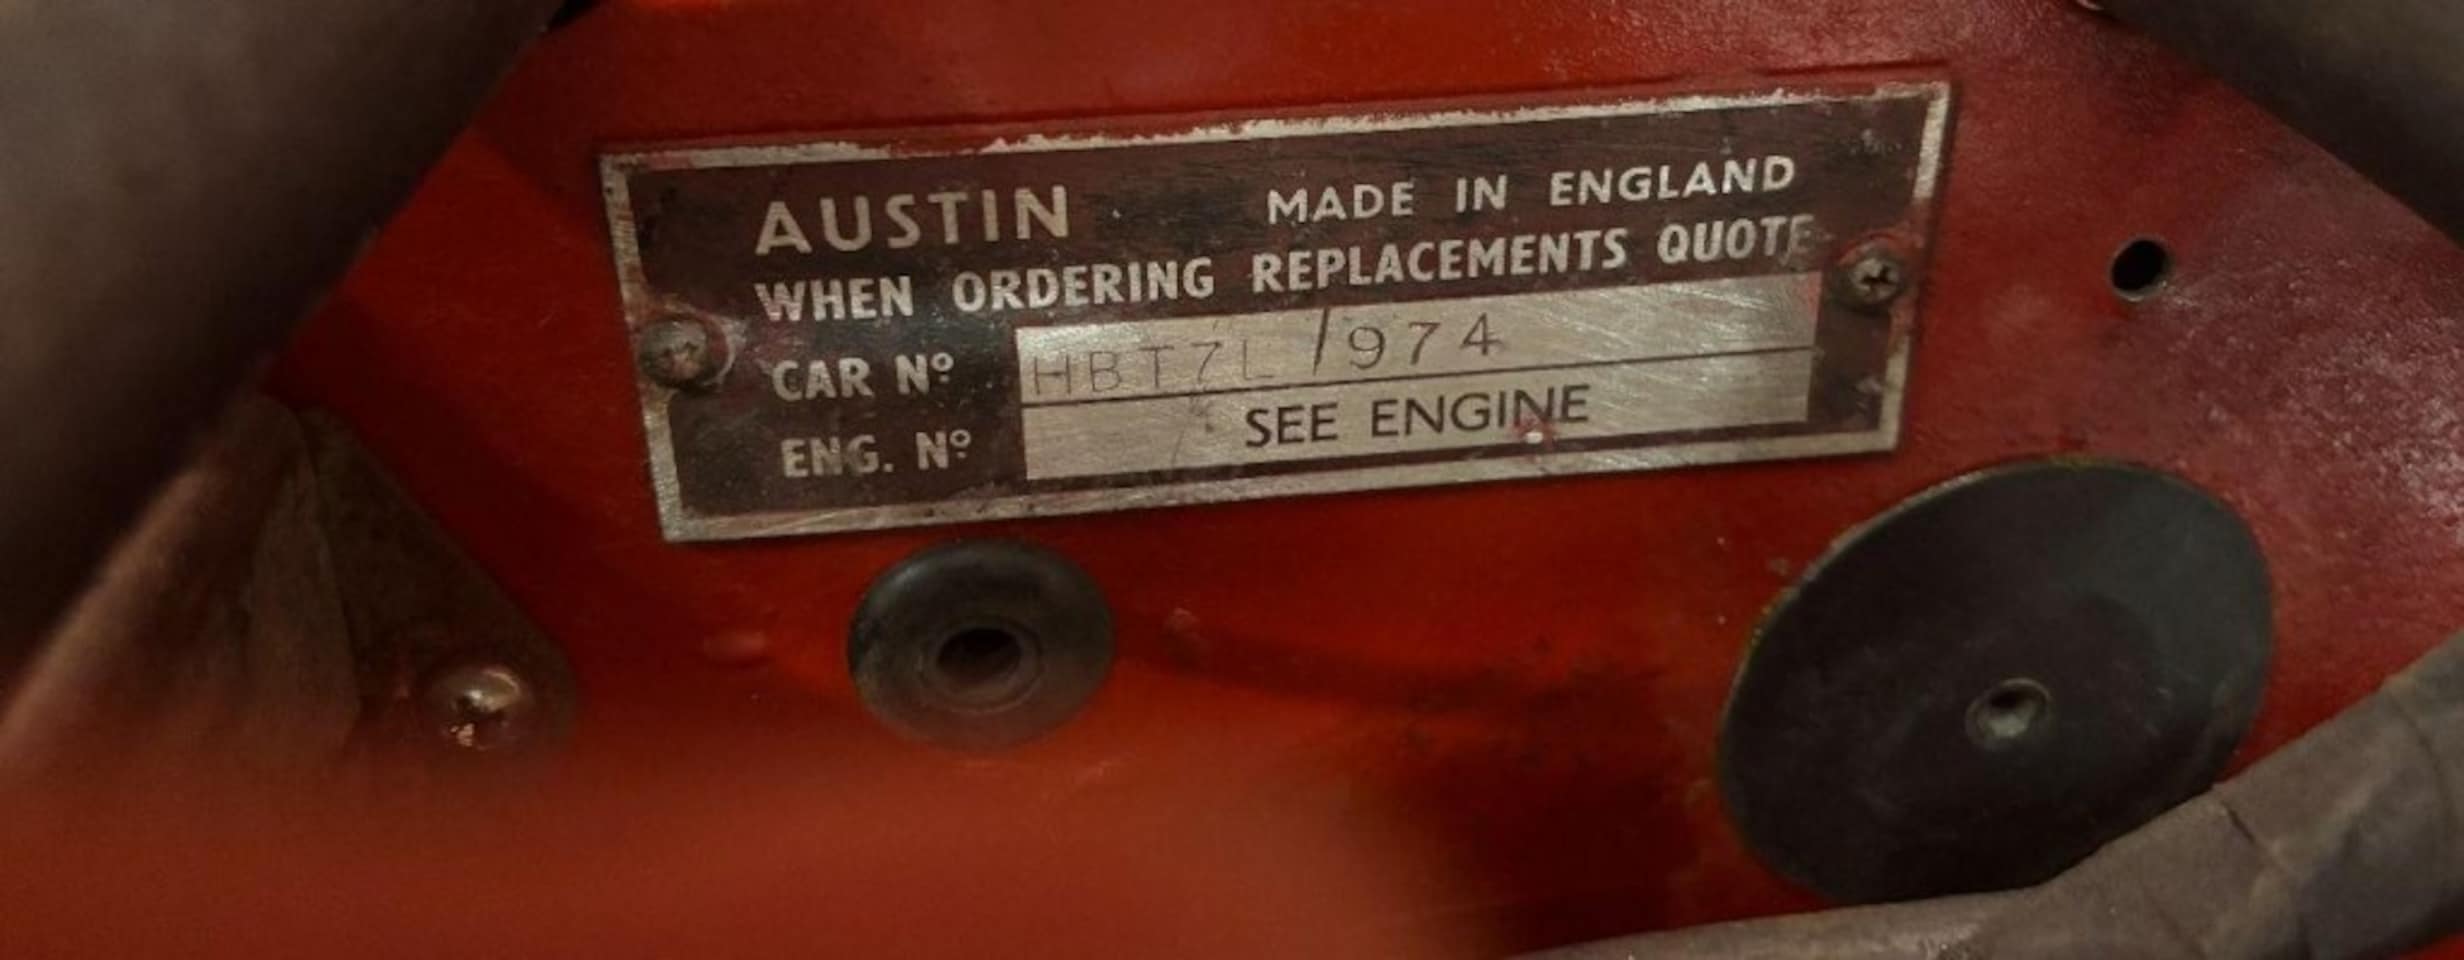 AUSTIN MADE IN ENGLAND
WHEN ORDERING REPLACEMENTS QUOTE
CAR Nº HBT7L/974
ENG. Nº SEE ENGINE